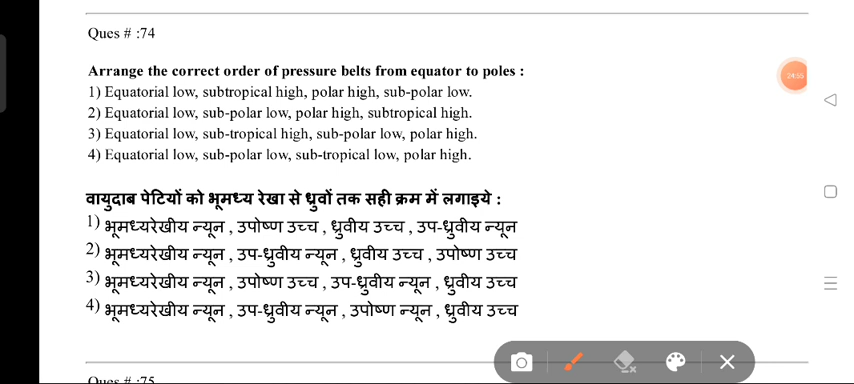 Ques # :74
Arrange the correct order of pressure belts from equator to poles :
1) Equatorial low, subtropical high, polar high, sub-polar low.
2) Equatorial low, sub-polar low, polar high, subtropical high.
3) Equatorial low, sub-tropical high, sub-polar low, polar high.
4) Equatorial low, sub-polar low, sub-tropical low, polar high.
वायुदाब पेटियों को भूमध्य रेखा से ध्रुवों तक सही क्रम में लगाइये :
1) भूमध्यरेखीय न्यून , उपोष्ण उच्च , ध्रुवीय उच्च , उप-ध्रुवीय न्यून
2) भूमध्यरेखीय न्यून , उप-ध्रुवीय न्यून , ध्रुवीय उच्च , उपोष्ण उच्च
3) भूमध्यरेखीय न्यून , उपोष्ण उच्च , उप-ध्रुवीय न्यून , ध्रुवीय उच्च
4) भूमध्यरेखीय न्यून , उप-ध्रुवीय न्यून , उपोष्ण न्यून , ध्रुवीय उच्च
Ques # :75